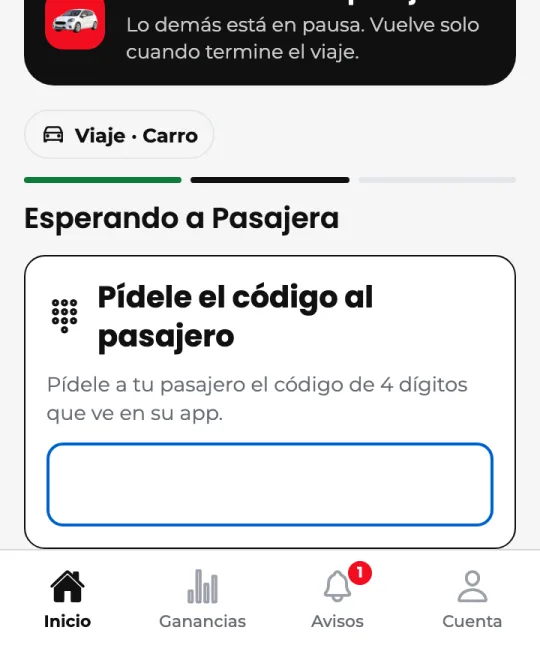 Lo demás está en pausa. Vuelve solo
cuando termine el viaje.
Viaje · Carro
Esperando a Pasajera
Pídele el código al
pasajero
Pídele a tu pasajero el código de 4 dígitos
que ve en su app.
1
Inicio
Ganancias
Avisos
Cuenta